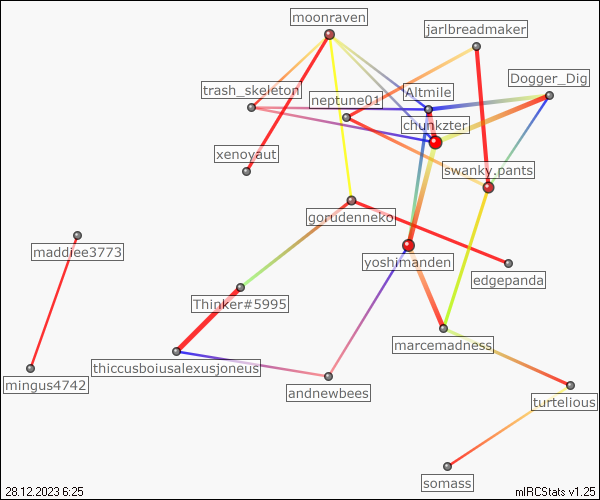 moonraven
jarlbreadmaker
Dogger_Dig
trash_skeleton
Altmile
neptune01
chunkzter
xenoyaut
swanky.pants
gorudenneko
maddiee3773
yoshimanden
edgepanda
Thinker#5995
marcemadness
thiccusboiusalexusjoneus
mingus4742
andnewbees
turtelious
somass
28.12.2023 6:25
mIRCStats v1.25